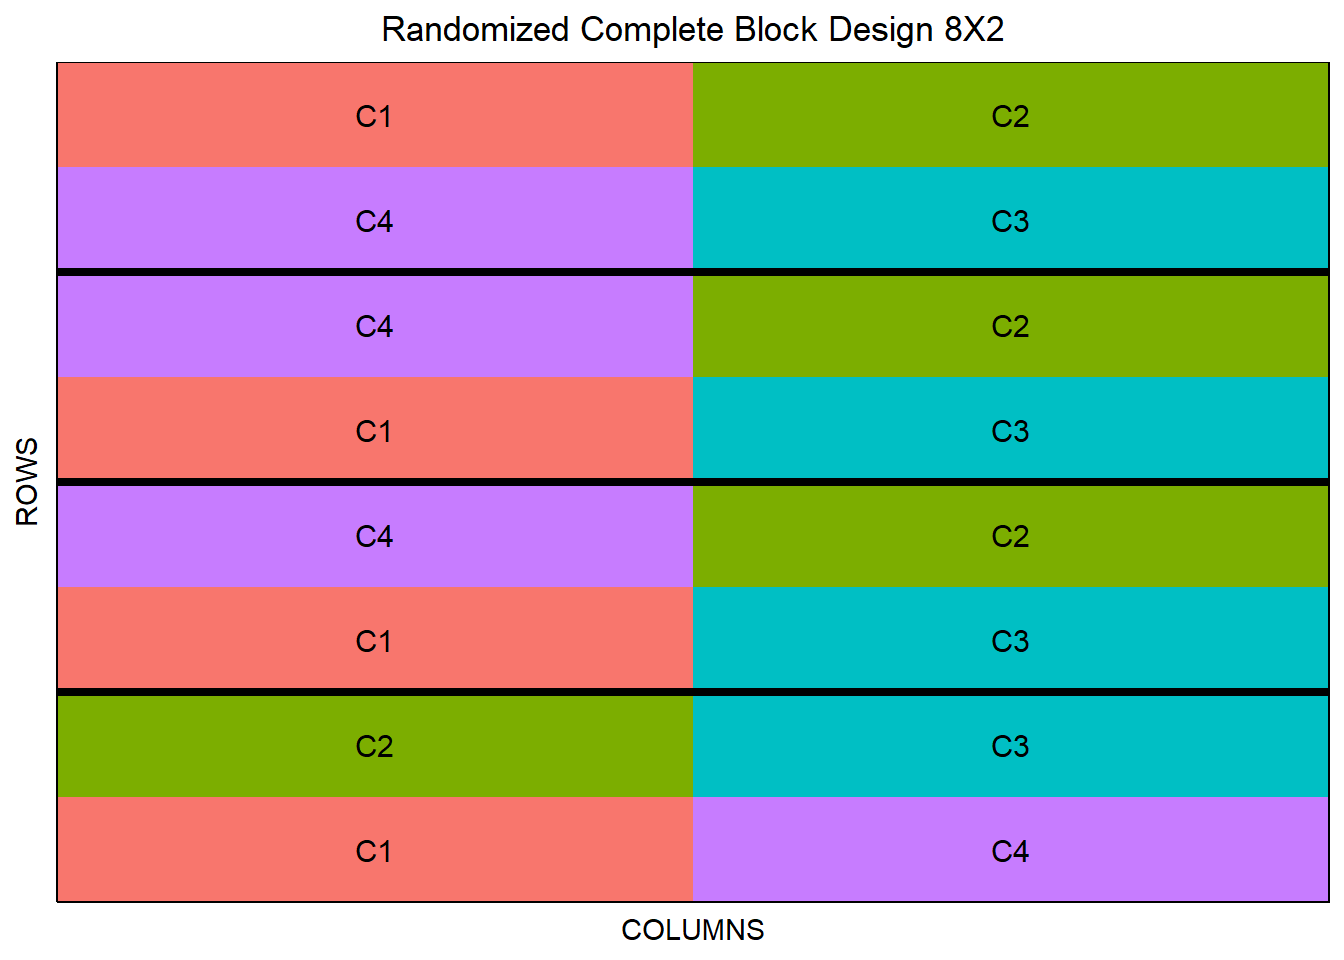 Randomized Complete Block Design 8X2
C1 C2
C4 C3
C4 C2
C1 C3
C4 C2
C1 C3
C2 C3
C1 C4
ROWS
COLUMNS